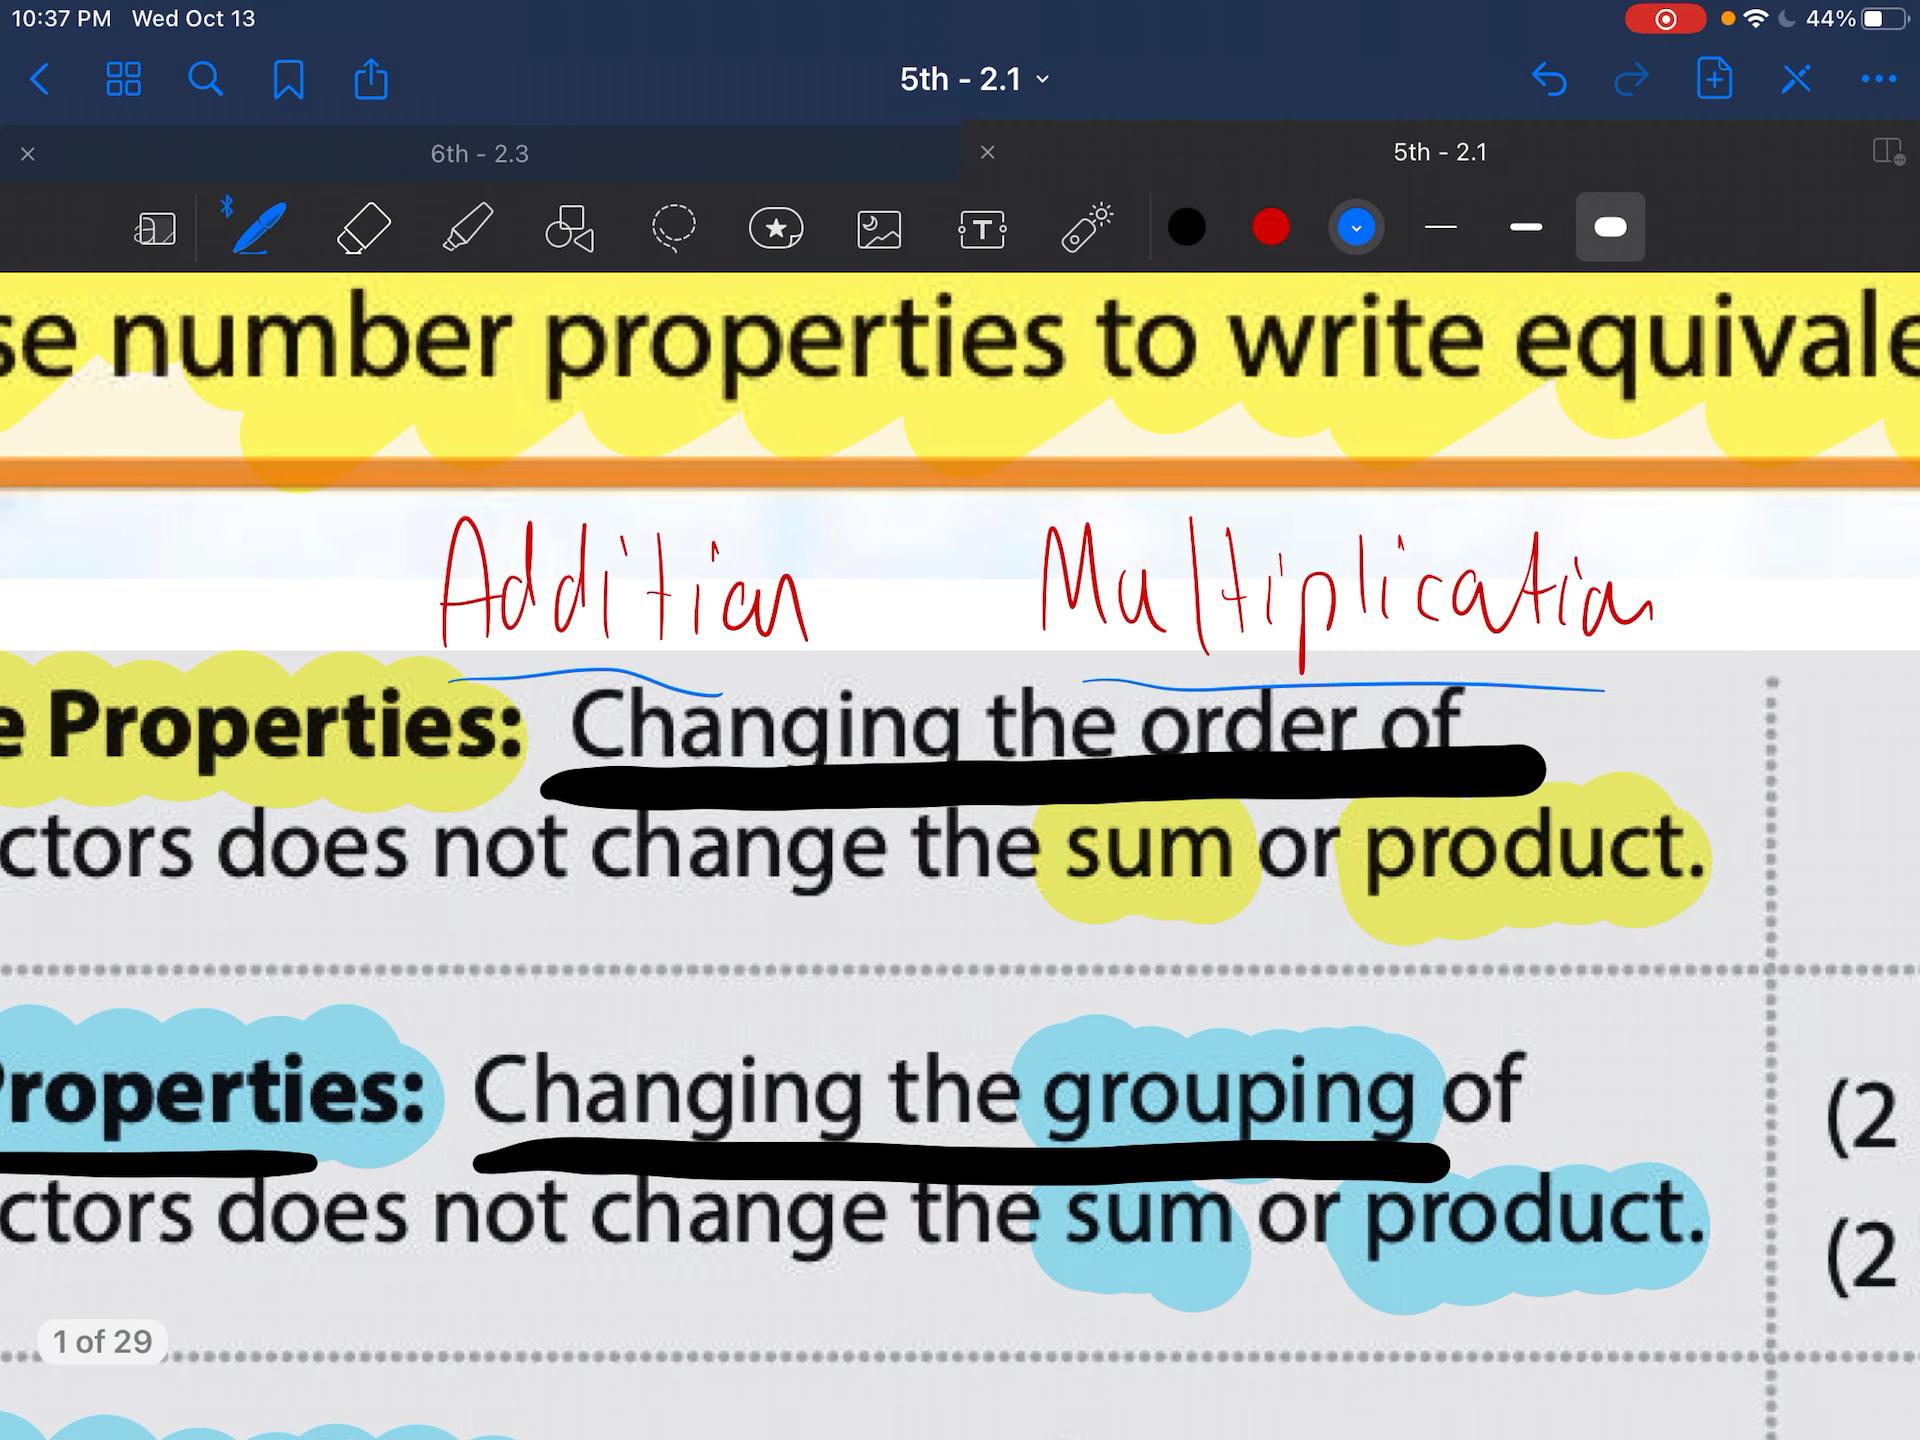 10:37 PM Wed Oct 13 44%
5th - 2.1
6th - 2.3 5th - 2.1
se number properties to write equivale
Addition Multiplication
e Properties: Changing the order of
ctors does not change the sum or product.
Properties: Changing the grouping of (2
ctors does not change the sum or product. (2
1 of 29